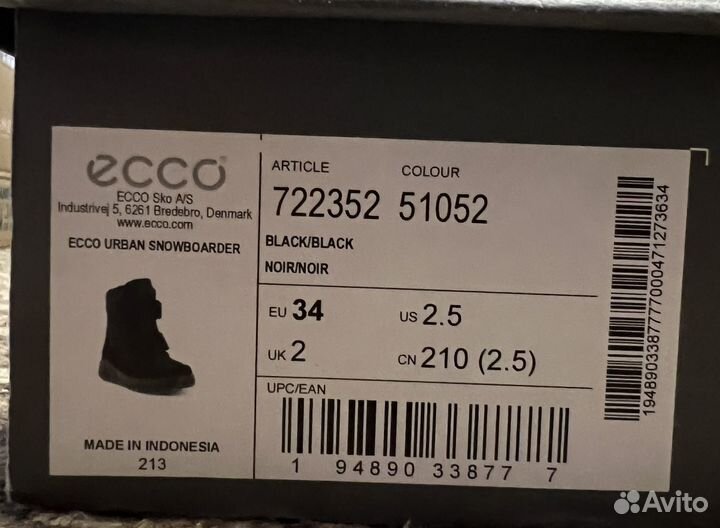 ecco
ECCO Sko A/S
Industrivej 5, 6261 Bredebro, Denmark
www.ecco.com
ECCO URBAN SNOWBOARDER
MADE IN INDONESIA
213
ARTICLE COLOUR
722352 51052
BLACK/BLACK
NOIR/NOIR
EU 34 US 2.5
UK 2 CN 210 (2.5)
UPC/EAN
1 94890 33877 7
1948903387777000471273634
Avito